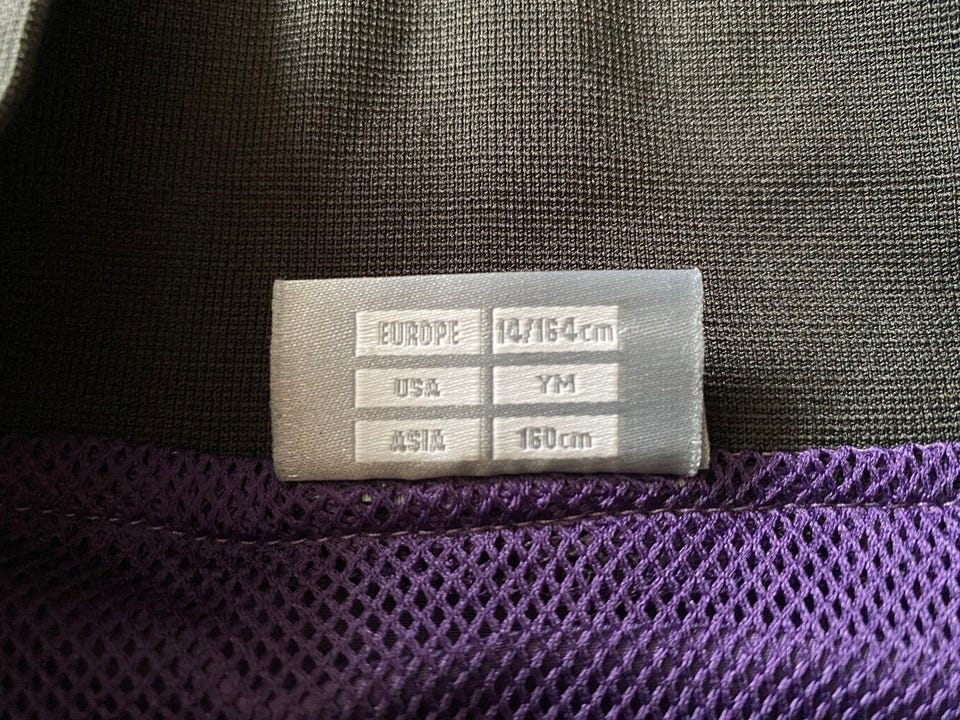 EUROPE 14/164cm
USA YM
ASIA 160cm